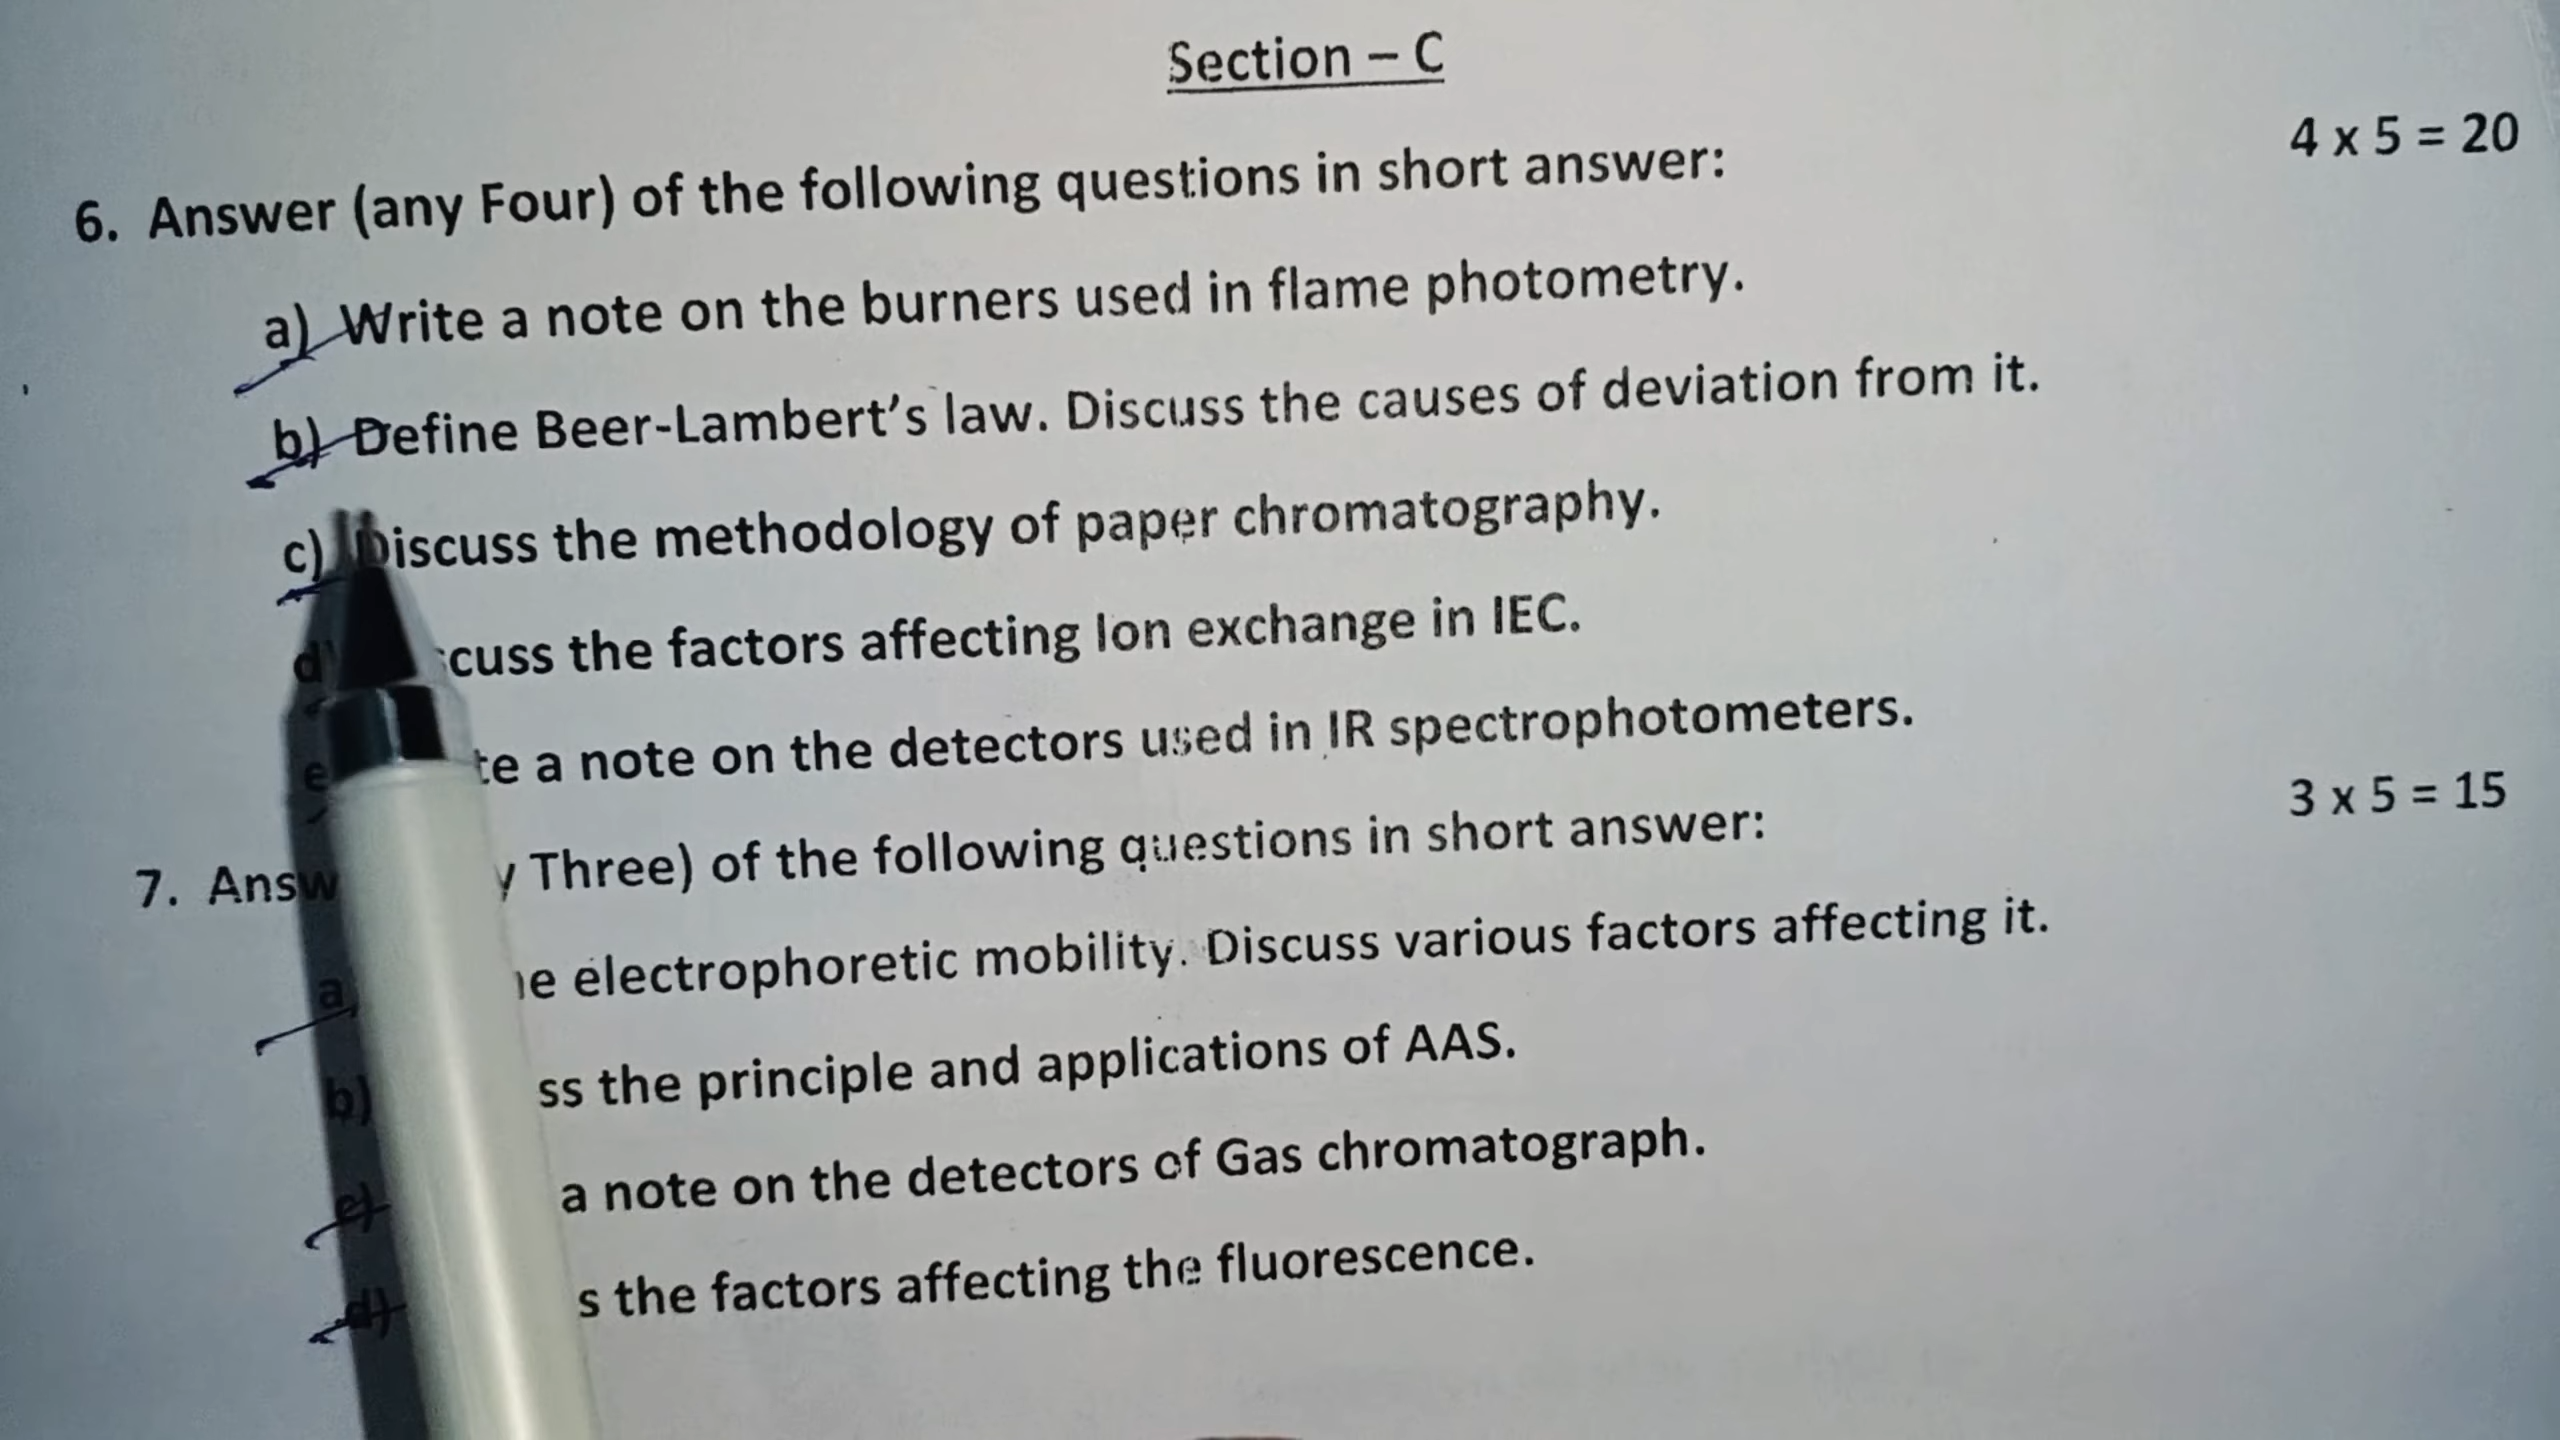 Section – C
4 x 5 = 20
6. Answer (any Four) of the following questions in short answer:
a) Write a note on the burners used in flame photometry.
b) Define Beer-Lambert's law. Discuss the causes of deviation from it.
c) Discuss the methodology of paper chromatography.
d) cuss the factors affecting Ion exchange in IEC.
e te a note on the detectors used in IR spectrophotometers.
3 x 5 = 15
7. Answ y Three) of the following questions in short answer:
a) e electrophoretic mobility. Discuss various factors affecting it.
b) ss the principle and applications of AAS.
c) a note on the detectors of Gas chromatograph.
d) s the factors affecting the fluorescence.